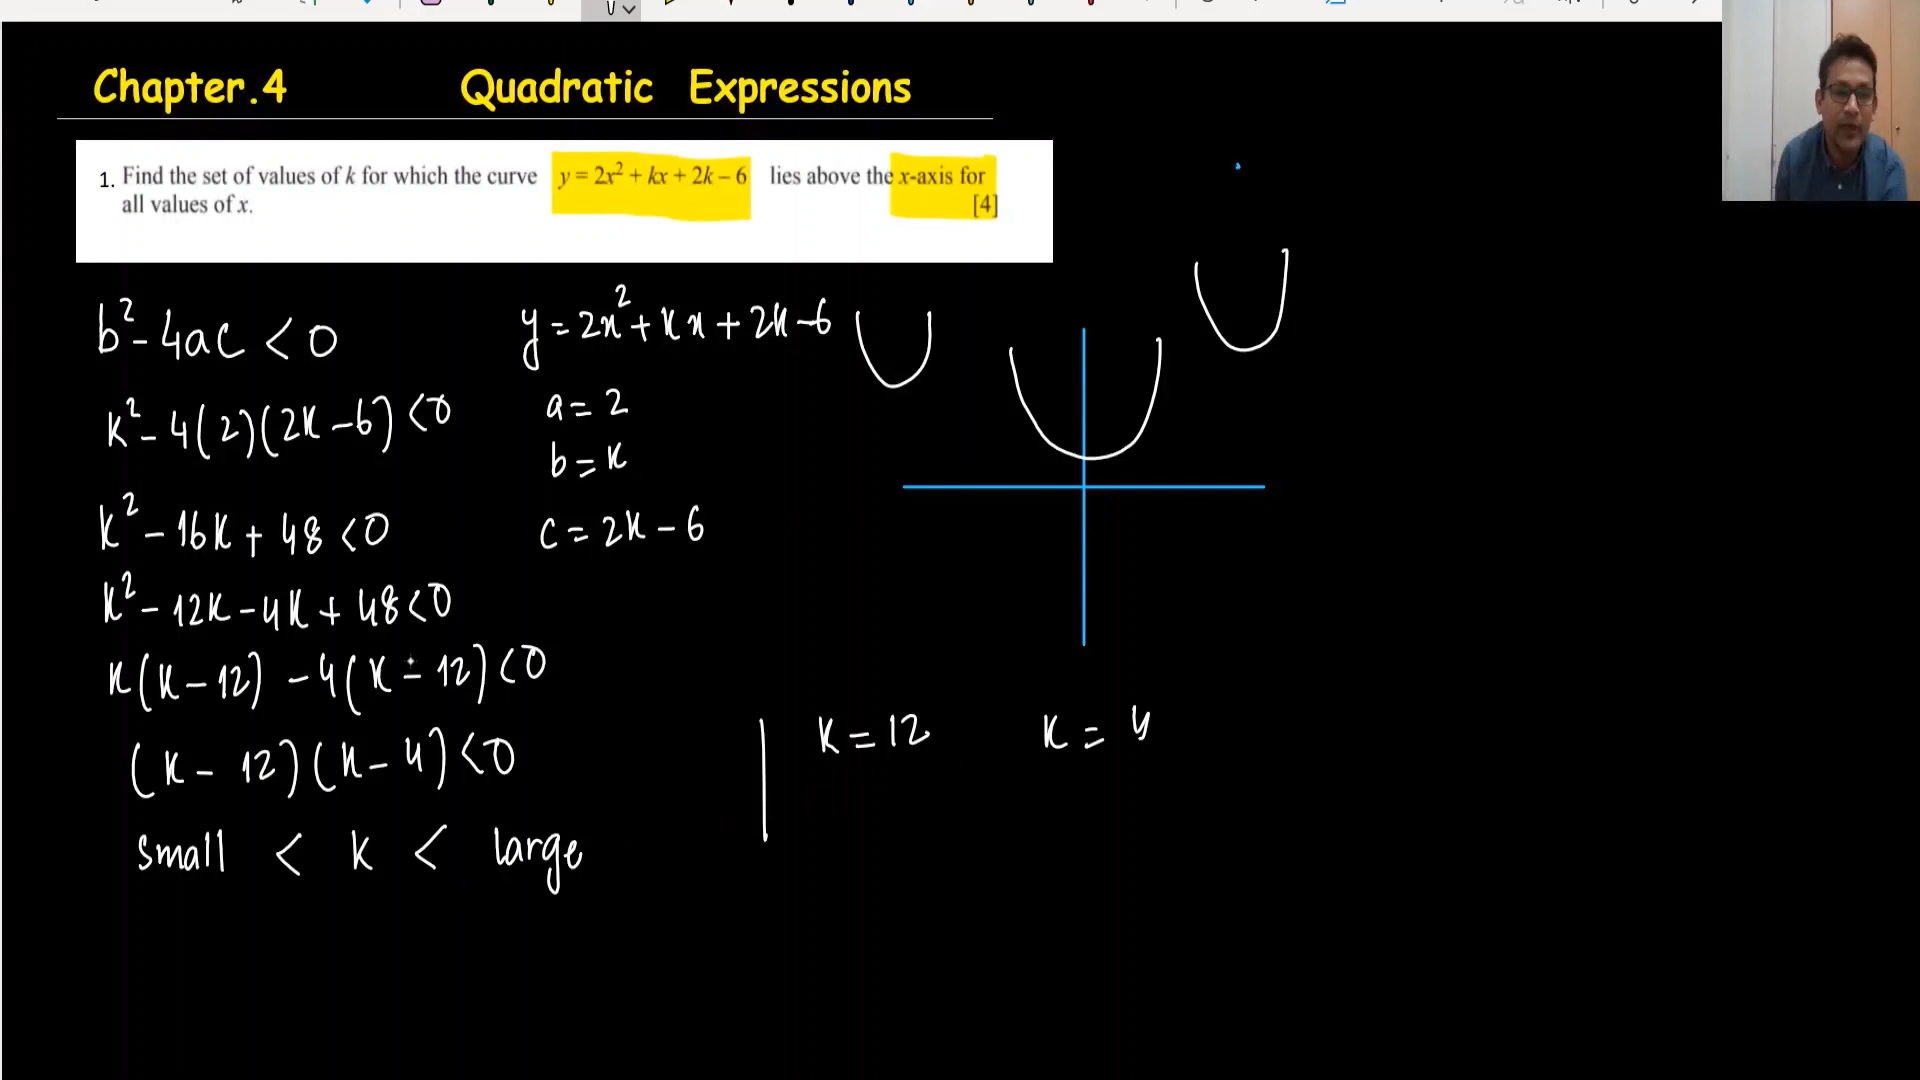 Chapter.4 Quadratic Expressions
1. Find the set of values of k for which the curve y = 2x² + kx + 2k – 6 lies above the x-axis for
all values of x. [4]
b² - 4ac < 0
k² - 4(2)(2k - 6) < 0
k² - 16k + 48 < 0
k² - 12k - 4k + 48 < 0
k(k - 12) - 4(k - 12) < 0
(k - 12)(k - 4) < 0
small < k < large
y = 2x² + kx + 2k - 6
a = 2
b = k
c = 2k - 6
k = 12 k = 4